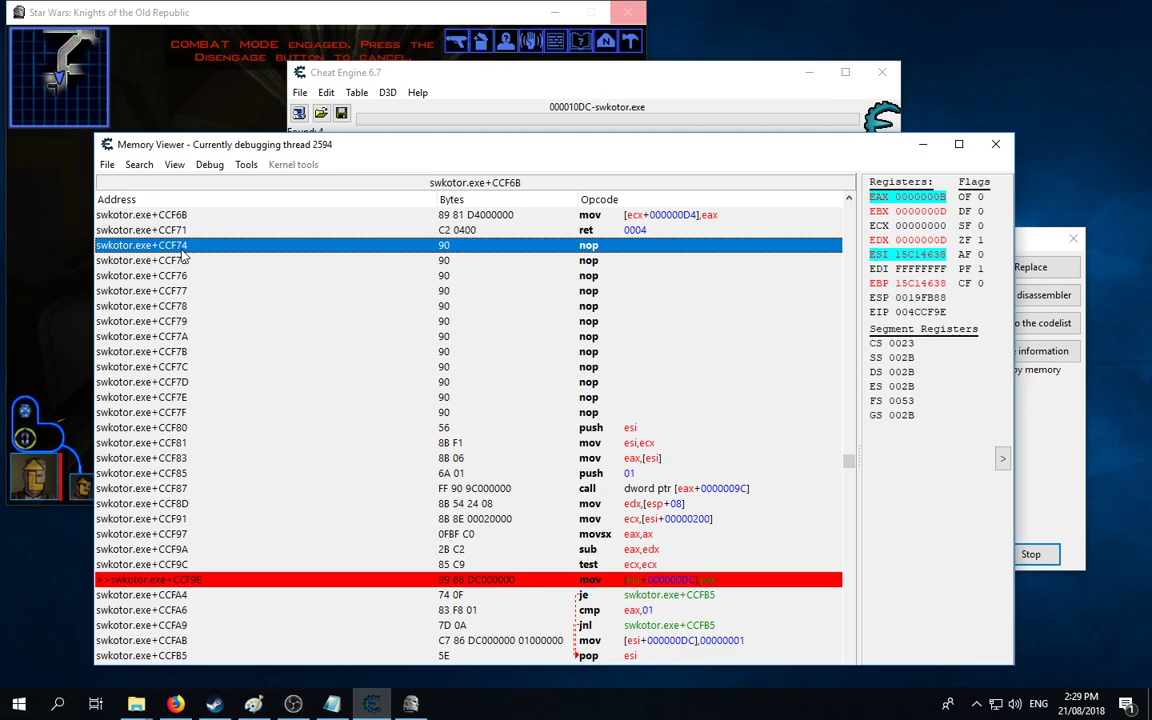 Star Wars: Knights of the Old Republic
COMBAT MODE ENGAGED. PRESS THE
DISENGAGE BUTTON TO CANCEL.
Cheat Engine 6.7
File Edit Table D3D Help
000010DC-swkotor.exe
Memory Viewer - Currently debugging thread 2594
File Search View Debug Tools Kernel tools
swkotor.exe+CCF6B
Address Bytes Opcode
swkotor.exe+CCF6B 89 81 D4000000 mov [ecx+000000D4],eax
swkotor.exe+CCF71 C2 0400 ret 0004
swkotor.exe+CCF74 90 nop
90 nop
swkotor.exe+CCF76 90 nop
swkotor.exe+CCF77 90 nop
swkotor.exe+CCF78 90 nop
swkotor.exe+CCF79 90 nop
swkotor.exe+CCF7A 90 nop
swkotor.exe+CCF7B 90 nop
swkotor.exe+CCF7C 90 nop
swkotor.exe+CCF7D 90 nop
swkotor.exe+CCF7E 90 nop
swkotor.exe+CCF7F 90 nop
swkotor.exe+CCF80 56 push esi
swkotor.exe+CCF81 8B F1 mov esi,ecx
swkotor.exe+CCF83 8B 06 mov eax,[esi]
swkotor.exe+CCF85 6A 01 push 01
swkotor.exe+CCF87 FF 90 9C000000 call dword ptr [eax+0000009C]
swkotor.exe+CCF8D 8B 54 24 08 mov edx,[esp+08]
swkotor.exe+CCF91 8B 8E 00020000 mov ecx,[esi+00000200]
swkotor.exe+CCF97 0FBF C0 movsx eax,ax
swkotor.exe+CCF9A 2B C2 sub eax,edx
swkotor.exe+CCF9C 85 C9 test ecx,ecx
>>swkotor.exe+CCF9E 89 86 DC000000 mov [esi+000000DC],eax
swkotor.exe+CCFA4 74 0F je swkotor.exe+CCFB5
swkotor.exe+CCFA6 83 F8 01 cmp eax,01
swkotor.exe+CCFA9 7D 0A jnl swkotor.exe+CCFB5
swkotor.exe+CCFAB C7 86 DC000000 01000000 mov [esi+000000DC],00000001
swkotor.exe+CCFB5 5E pop esi
Registers: Flags
EAX 0000000B OF 0
EBX 0000000D DF 0
ECX 00000000 SF 0
EDX 0000000D ZF 1
ESI 15C14638 AF 0
EDI FFFFFFFF PF 1
EBP 15C14638 CF 0
ESP 0019FB88
EIP 004CCF9E
Segment Registers
CS 0023
SS 002B
DS 002B
ES 002B
FS 0053
GS 002B
>
Replace
disassembler
o the codelist
information
by memory
Stop
ENG
2:29 PM
21/08/2018
1